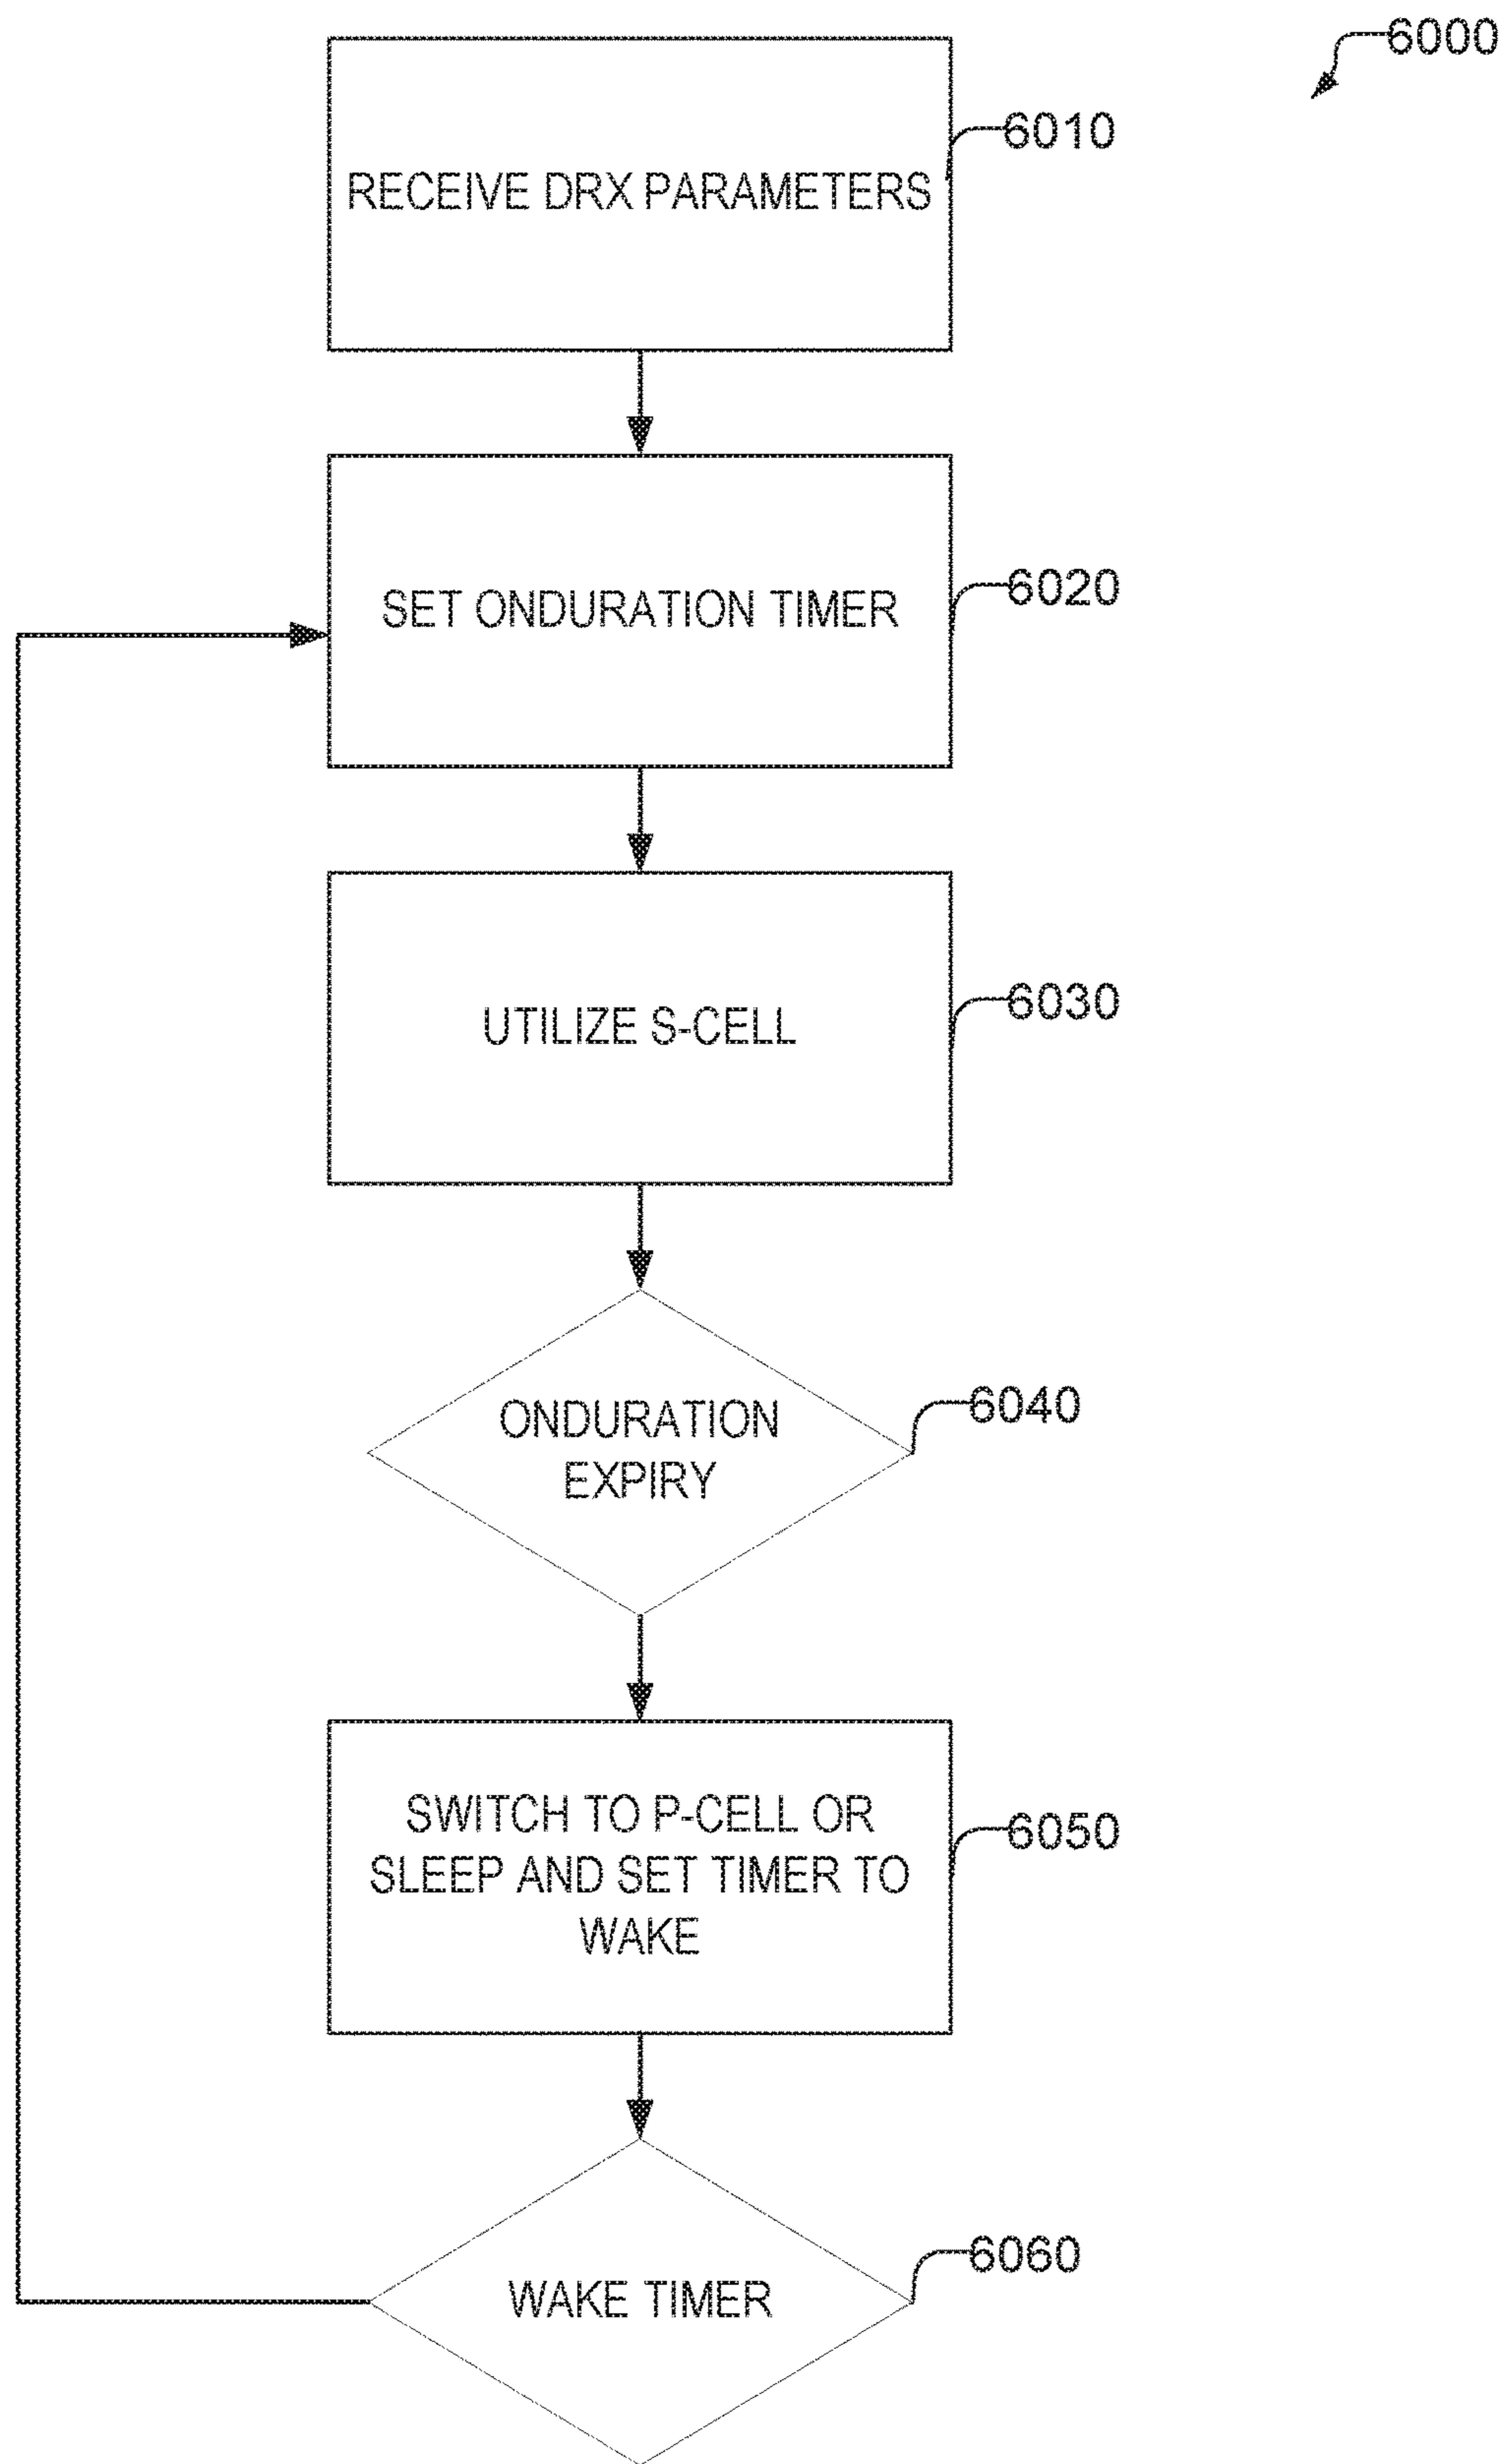 6000
6010
RECEIVE DRX PARAMETERS
6020
SET ONDURATION TIMER
6030
UTILIZE S-CELL
6040
ONDURATION
EXPIRY
6050
SWITCH TO P-CELL OR
SLEEP AND SET TIMER TO
WAKE
6060
WAKE TIMER